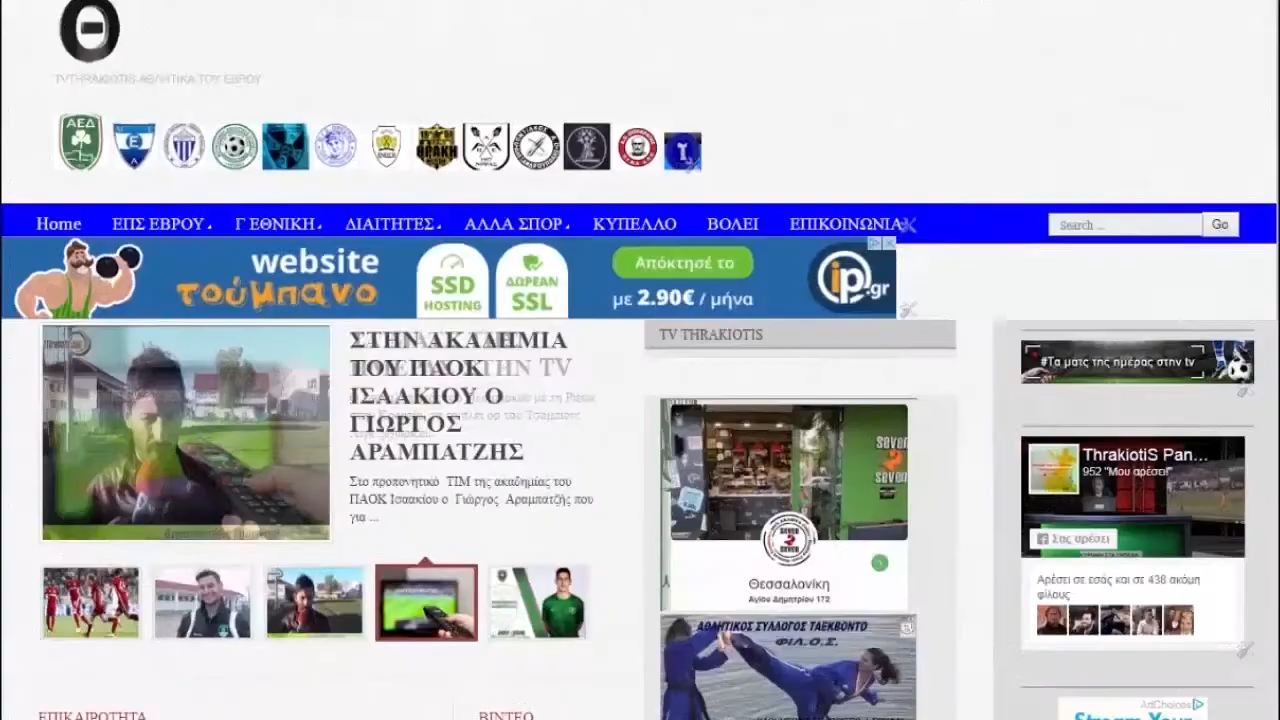 Θ
TVTHRAKIOTIS ΑΘΛΗΤΙΚΑ ΤΟΥ ΕΒΡΟΥ
ΑΕΔ
Home ΕΠΣ ΕΒΡΟΥ Γ ΕΘΝΙΚΗ ΔΙΑΙΤΗΤΕΣ ΑΛΛΑ ΣΠΟΡ ΚΥΠΕΛΛΟ ΒΟΛΕΙ ΕΠΙΚΟΙΝΩΝΙΑ Search ... Go
website
τούμπανο
SSD
HOSTING
ΔΩΡΕΑΝ
SSL
Απόκτησέ το
με 2.90€ / μήνα
ip.gr
ΣΤΗΝ ΑΚΑΔΗΜΙΑ
ΤΟΥ ΠΑΟΚ
ΙΣΑΑΚΙΟΥ Ο
ΓΙΩΡΓΟΣ
ΑΡΑΜΠΑΤΖΗΣ
Στο προπονητικό ΤΙΜ της ακαδημίας του
ΠΑΟΚ Ισαακίου ο Γιώργος Αραμπατζής που
για ...
TV THRAKIOTIS
seven
seven
Θεσσαλονίκη
Αγίου Δημητρίου 172
ΑΘΛΗΤΙΚΟΣ ΣΥΛΛΟΓΟΣ ΤΑΕΚΒΟΝΤΟ
ΦΙΛ.Ο.Σ.
#Τα ματς της ημέρας στην tv
ThrakiotiS Pan...
952 "Μου αρέσει"
Σας αρέσει
Αρέσει σε εσάς και σε 438 ακόμη
φίλους
AdChoices
Stream Your
ΕΠΙΚΑΙΡΟΤΗΤΑ
ΒΙΝΤΕΟ